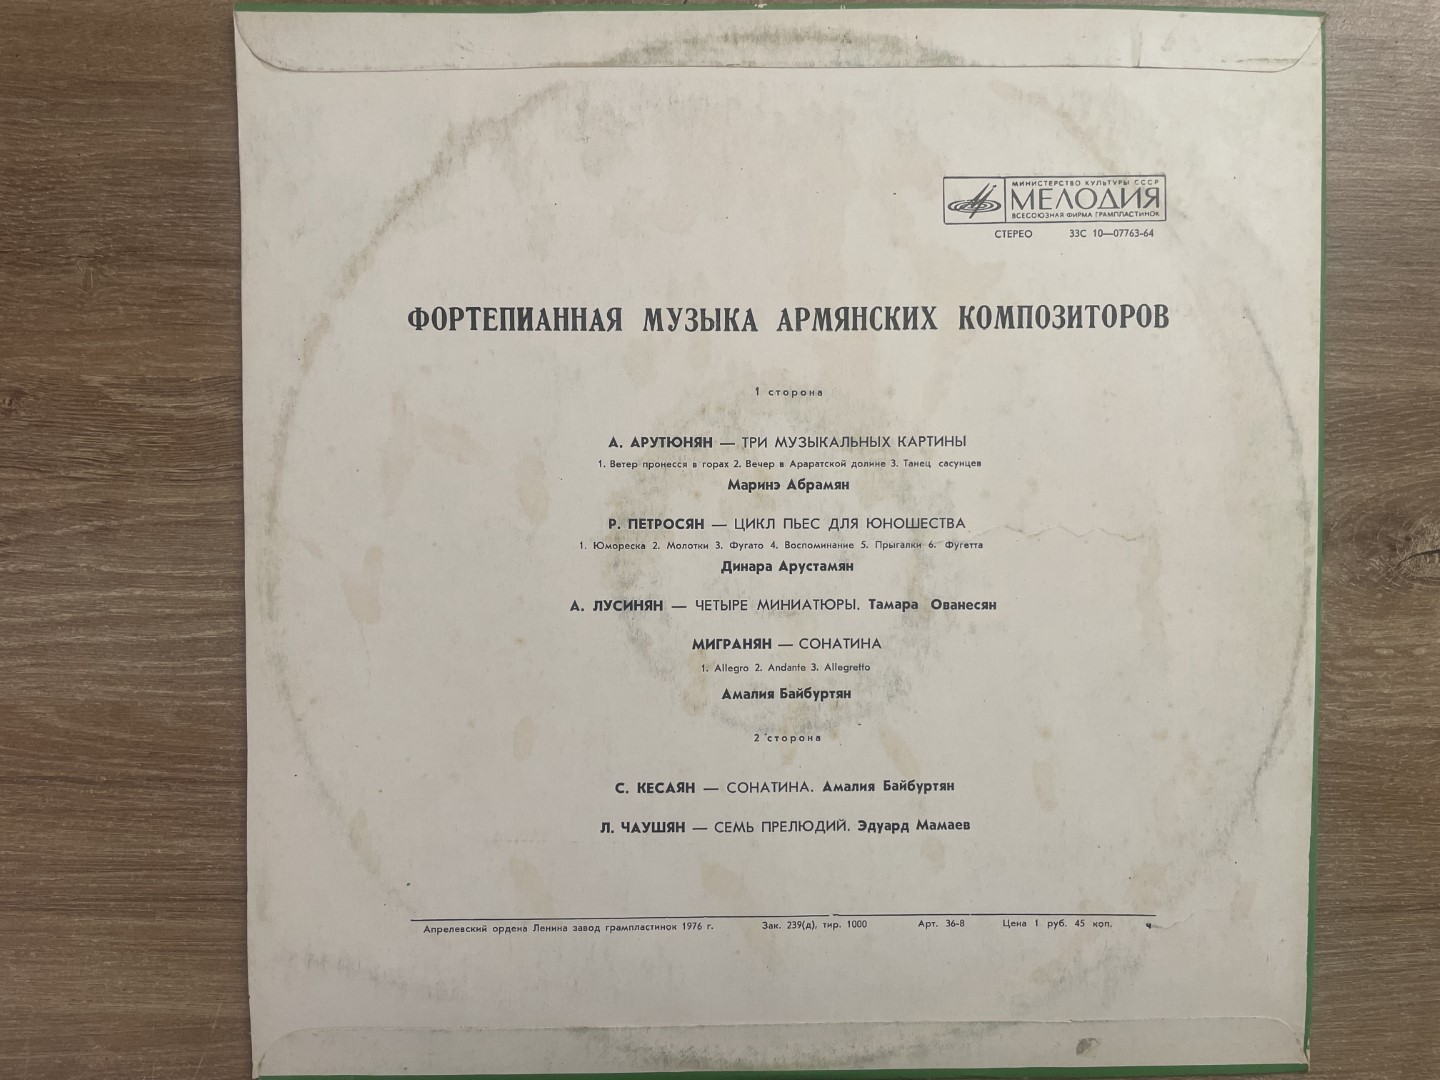 МИНИСТЕРСТВО КУЛЬТУРЫ СССР
МЕЛОДИЯ
ВСЕСОЮЗНАЯ ФИРМА ГРАМПЛАСТИНОК
СТЕРЕО 33С 10—07763-64
ФОРТЕПИАННАЯ МУЗЫКА АРМЯНСКИХ КОМПОЗИТОРОВ
1 сторона
А. АРУТЮНЯН — ТРИ МУЗЫКАЛЬНЫХ КАРТИНЫ
1. Ветер пронесся в горах 2. Вечер в Араратской долине 3. Танец сасунцев
Маринэ Абрамян
Р. ПЕТРОСЯН — ЦИКЛ ПЬЕС ДЛЯ ЮНОШЕСТВА
1. Юмореска 2. Молотки 3. Фугато 4. Воспоминание 5. Прыгалки 6. Фугетта
Динара Арустамян
А. ЛУСИНЯН — ЧЕТЫРЕ МИНИАТЮРЫ. Тамара Ованесян
МИГРАНЯН — СОНАТИНА
1. Allegro 2. Andante 3. Allegretto
Амалия Байбуртян
2 сторона
С. КЕСАЯН — СОНАТИНА. Амалия Байбуртян
Л. ЧАУШЯН — СЕМЬ ПРЕЛЮДИЙ. Эдуард Мамаев
Апрелевский ордена Ленина завод грампластинок 1976 г. Зак. 239(д), тир. 1000 Арт. 36-8 Цена 1 руб. 45 коп.